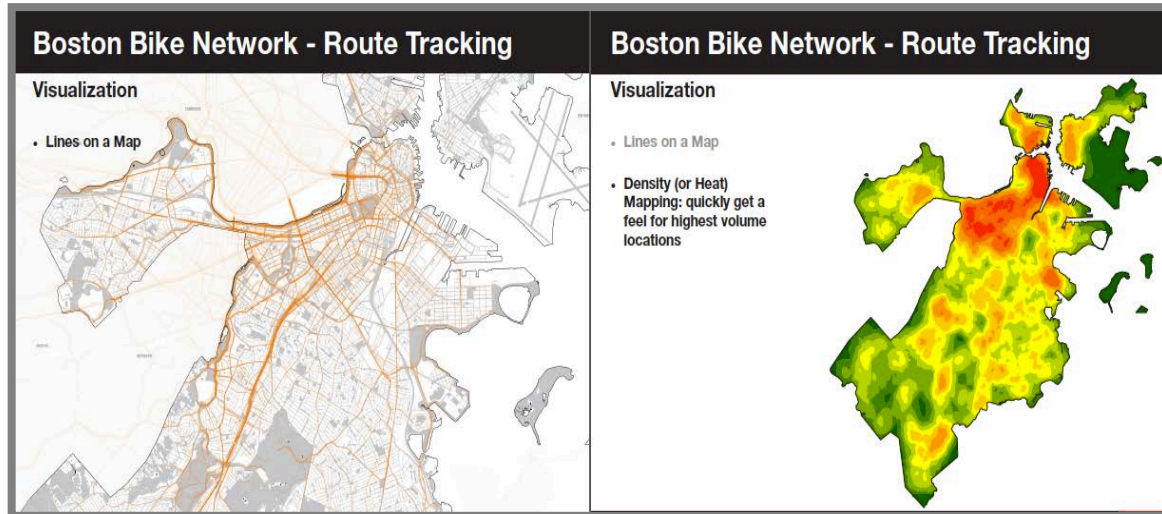 Boston Bike Network - Route Tracking
Visualization
• Lines on a Map
Boston Bike Network - Route Tracking
Visualization
• Lines on a Map
• Density (or Heat)
Mapping: quickly get a
feel for highest volume
locations